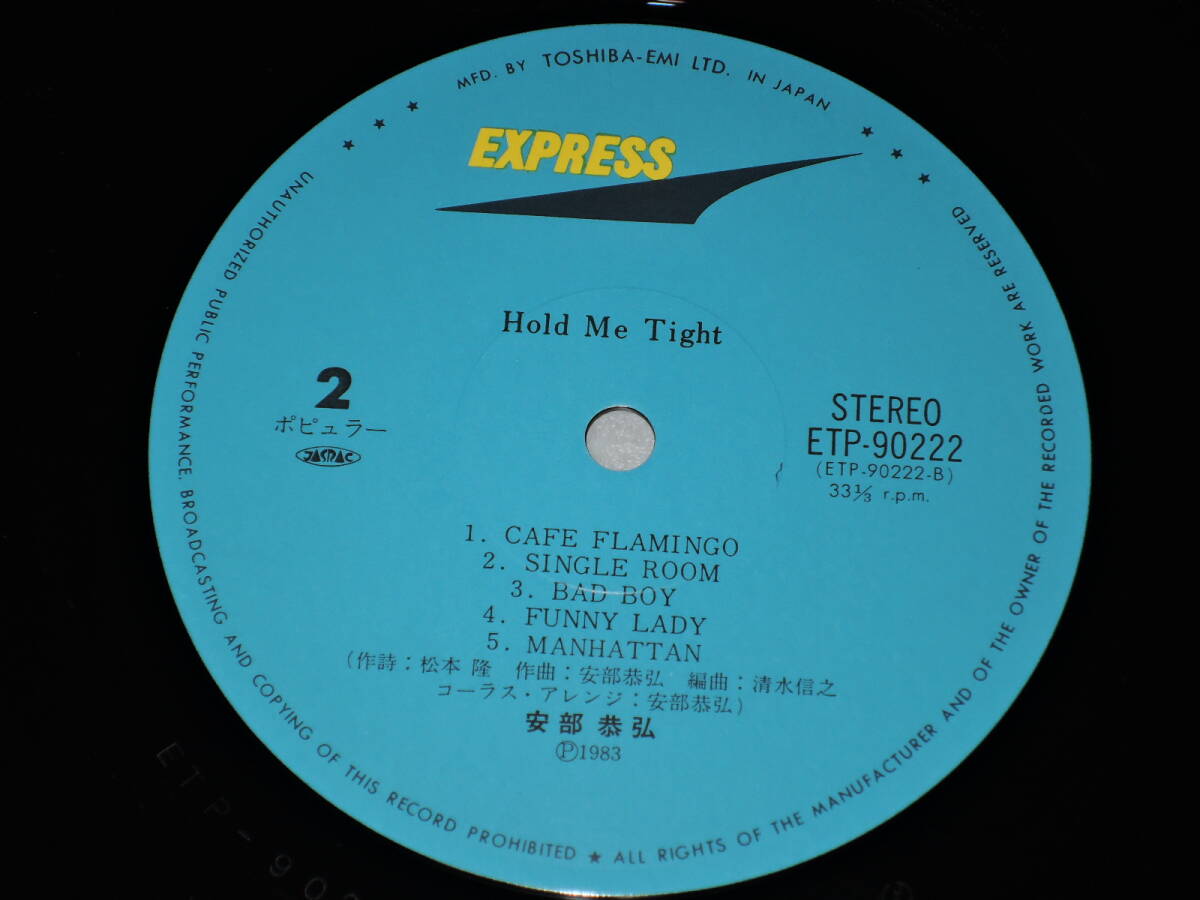 MFD. BY TOSHIBA-EMI LTD. IN JAPAN
EXPRESS
Hold Me Tight
2
ポピュラー
JASRAC
STEREO
ETP-90222
(ETP-90222-B)
33⅓ r.p.m.
1. CAFE FLAMINGO
2. SINGLE ROOM
3. BAD BOY
4. FUNNY LADY
5. MANHATTAN
(作詩:松本 隆 作曲:安部恭弘 編曲:清水信之
コーラス・アレンジ:安部恭弘)
安部 恭弘
Ⓟ1983
UNAUTHORIZED PUBLIC PERFORMANCE, BROADCASTING AND COPYING OF THIS RECORD PROHIBITED ★ ALL RIGHTS OF THE MANUFACTURER AND OF THE OWNER OF THE RECORDED WORK ARE RESERVED
ETP-90